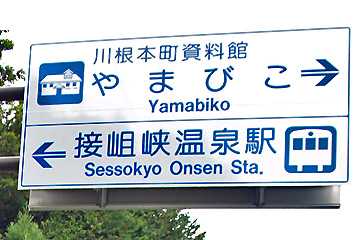 川根本町資料館
やまびこ
Yamabiko
接岨峡温泉駅
Sessokyo Onsen Sta.